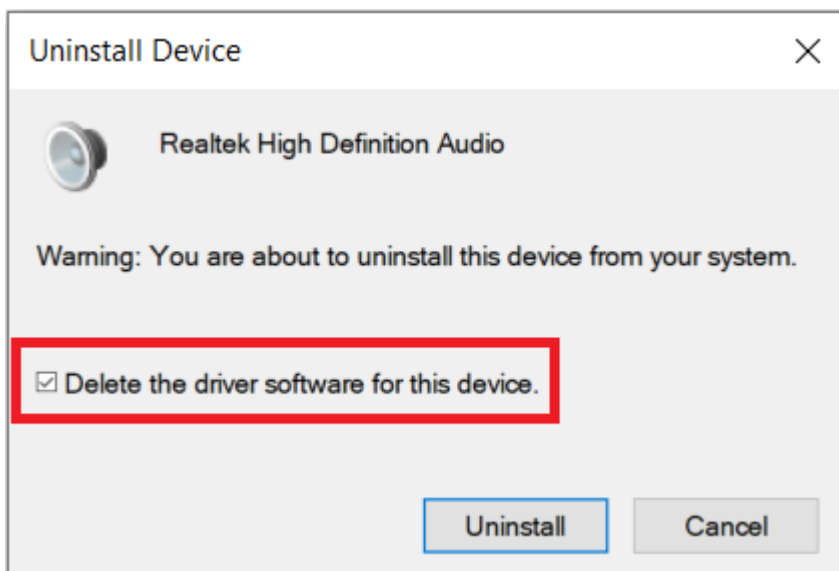 Uninstall Device
Realtek High Definition Audio
Warning: You are about to uninstall this device from your system.
Delete the driver software for this device.
Uninstall
Cancel